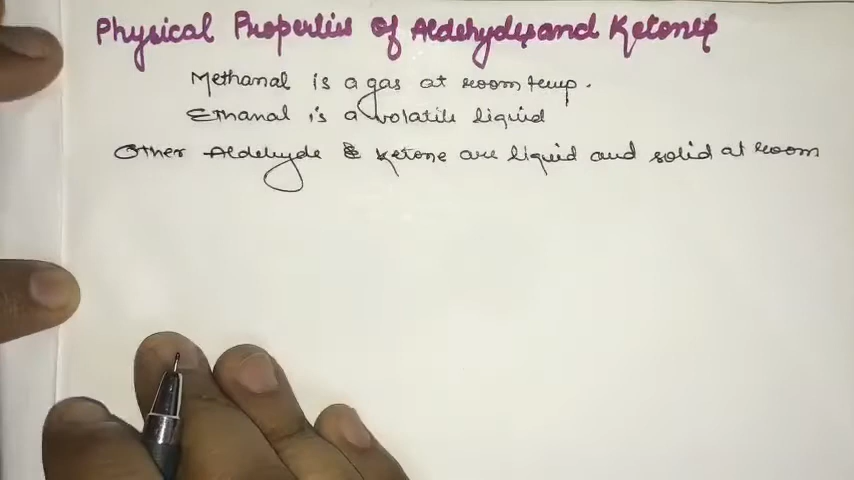 Physical Properties of Aldehydes and Ketones
Methanal is a gas at room temp.
Ethanal is a volatile liquid
Other Aldehyde & Ketone are liquid and solid at room